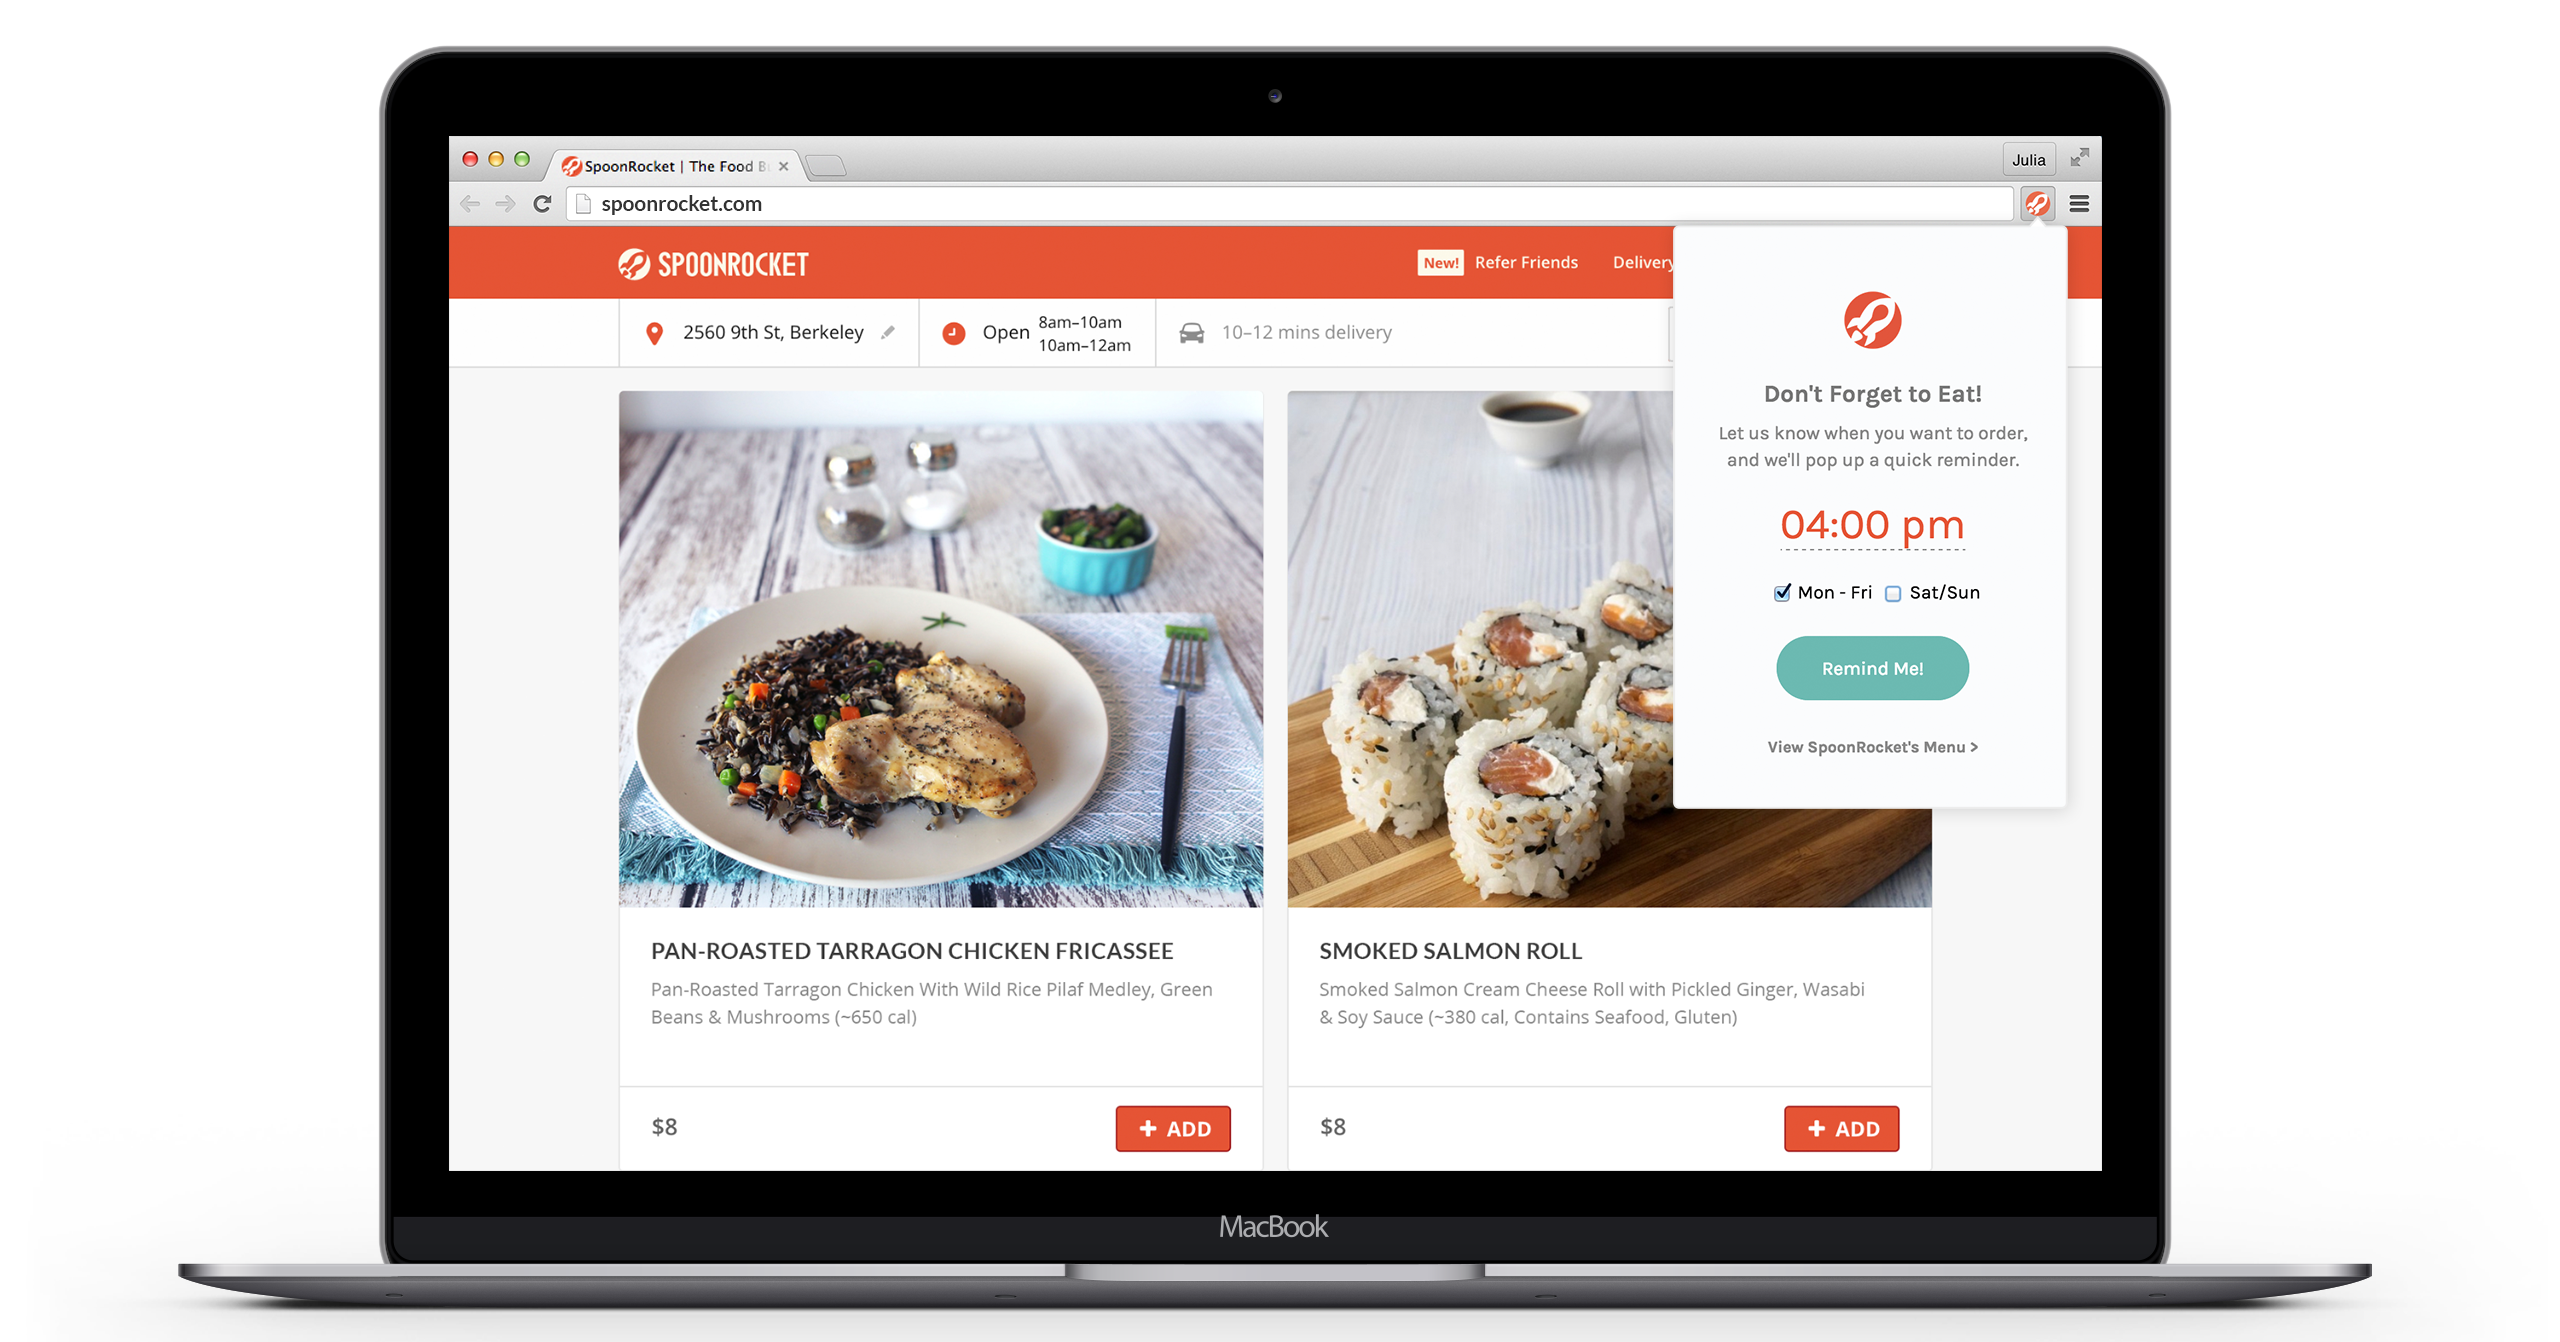 SpoonRocket | The Food
Julia
spoonrocket.com
SPOONROCKET
New! Refer Friends Delivery
2560 9th St, Berkeley
Open 8am–10am
10am–12am
10–12 mins delivery
Don't Forget to Eat!
Let us know when you want to order,
and we'll pop up a quick reminder.
04:00 pm
Mon - Fri Sat/Sun
Remind Me!
View SpoonRocket's Menu >
PAN-ROASTED TARRAGON CHICKEN FRICASSEE
Pan-Roasted Tarragon Chicken With Wild Rice Pilaf Medley, Green
Beans & Mushrooms (~650 cal)
$8
+ ADD
SMOKED SALMON ROLL
Smoked Salmon Cream Cheese Roll with Pickled Ginger, Wasabi
& Soy Sauce (~380 cal, Contains Seafood, Gluten)
$8
+ ADD
MacBook